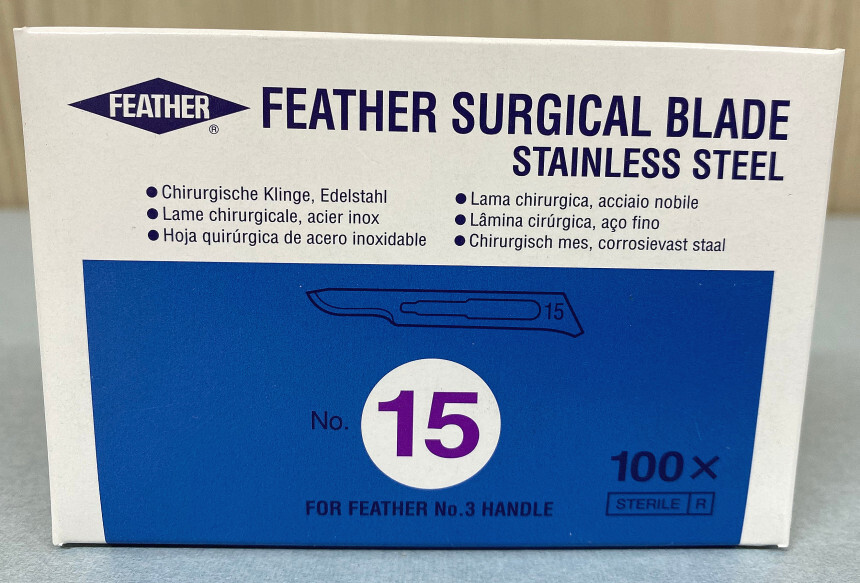 FEATHER
®
FEATHER SURGICAL BLADE
STAINLESS STEEL
● Chirurgische Klinge, Edelstahl
● Lame chirurgicale, acier inox
● Hoja quirúrgica de acero inoxidable
● Lama chirurgica, acciaio nobile
● Lâmina cirúrgica, aço fino
● Chirurgisch mes, corrosievast staal
15
No. 15
100×
STERILE R
FOR FEATHER No.3 HANDLE